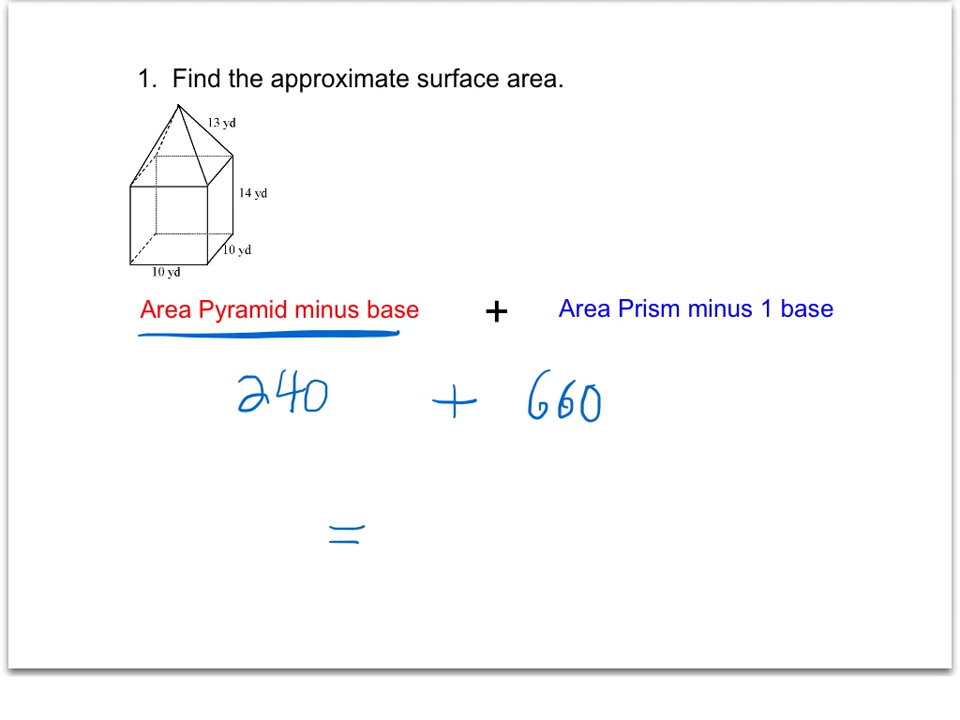 1. Find the approximate surface area.
13 yd
14 yd
10 yd
10 yd
Area Pyramid minus base + Area Prism minus 1 base
240 + 660
=